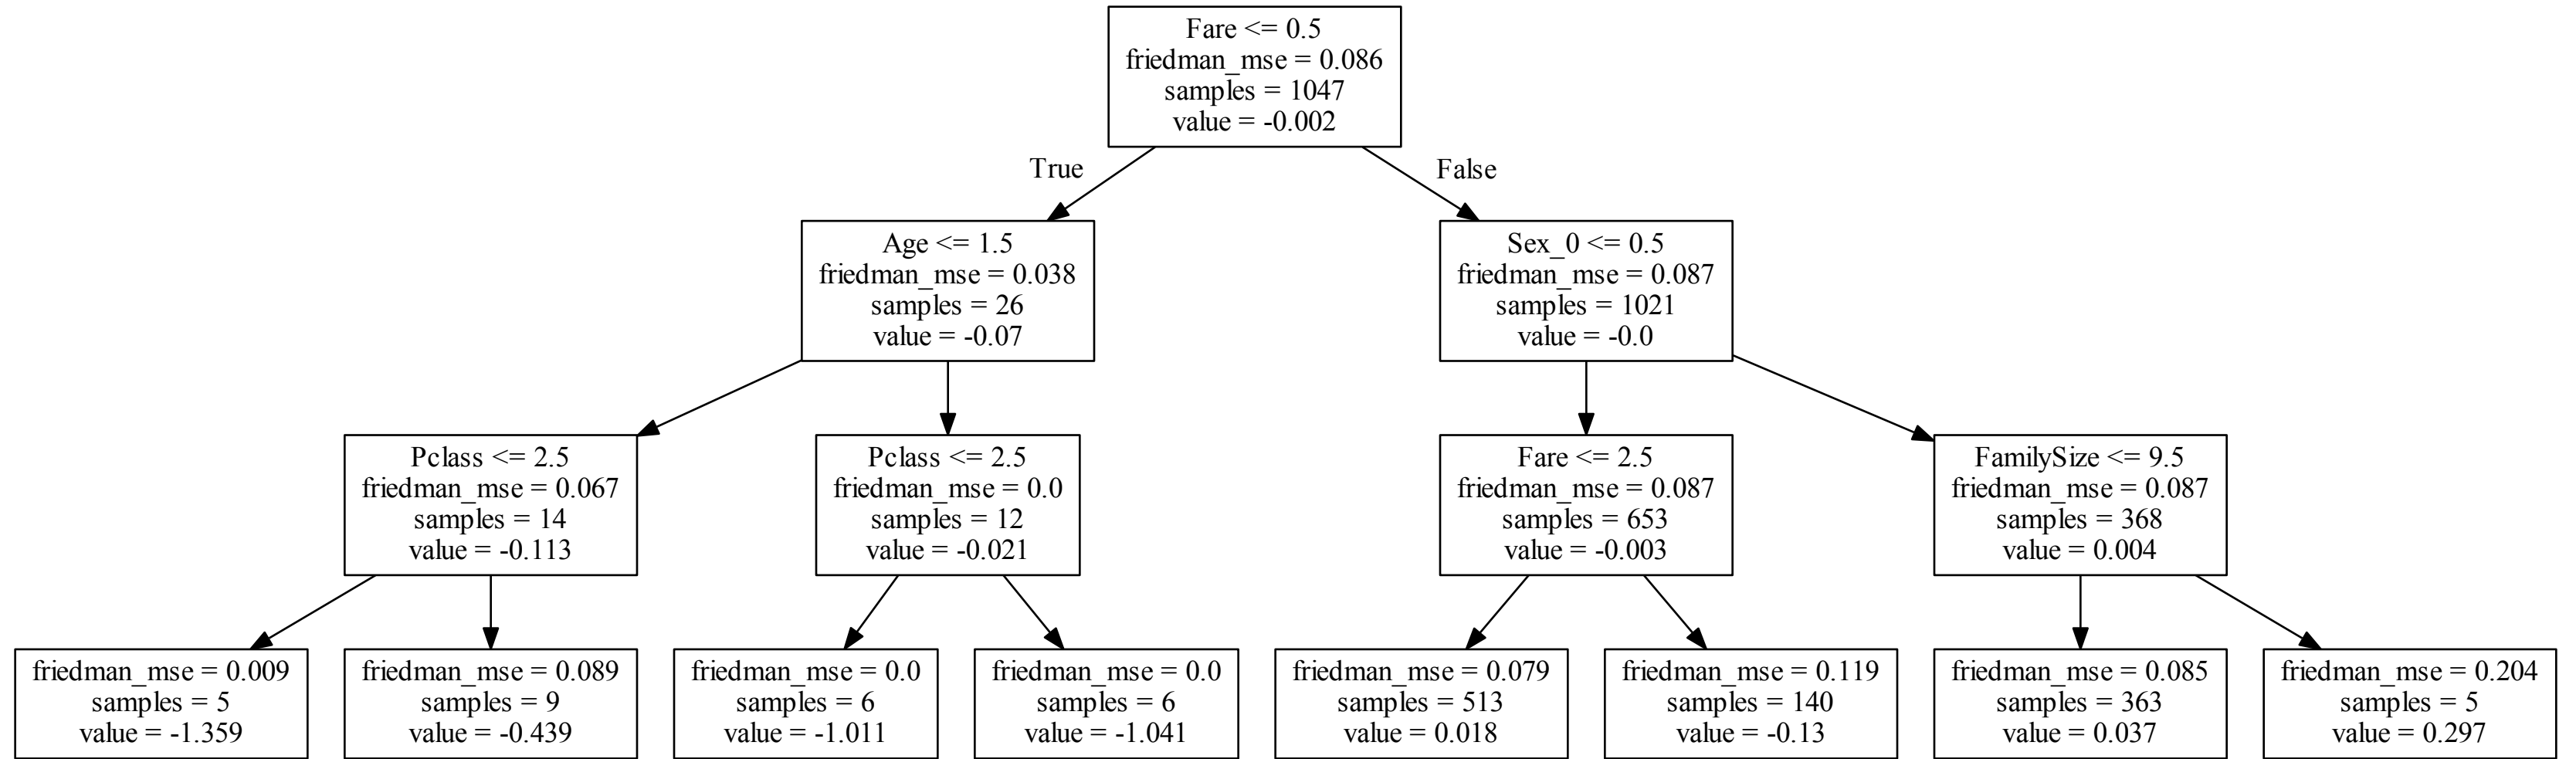 Fare <= 0.5
friedman_mse = 0.086
samples = 1047
value = -0.002
True
False
Age <= 1.5
friedman_mse = 0.038
samples = 26
value = -0.07
Sex_0 <= 0.5
friedman_mse = 0.087
samples = 1021
value = -0.0
Pclass <= 2.5
friedman_mse = 0.067
samples = 14
value = -0.113
Pclass <= 2.5
friedman_mse = 0.0
samples = 12
value = -0.021
Fare <= 2.5
friedman_mse = 0.087
samples = 653
value = -0.003
FamilySize <= 9.5
friedman_mse = 0.087
samples = 368
value = 0.004
friedman_mse = 0.009
samples = 5
value = -1.359
friedman_mse = 0.089
samples = 9
value = -0.439
friedman_mse = 0.0
samples = 6
value = -1.011
friedman_mse = 0.0
samples = 6
value = -1.041
friedman_mse = 0.079
samples = 513
value = 0.018
friedman_mse = 0.119
samples = 140
value = -0.13
friedman_mse = 0.085
samples = 363
value = 0.037
friedman_mse = 0.204
samples = 5
value = 0.297